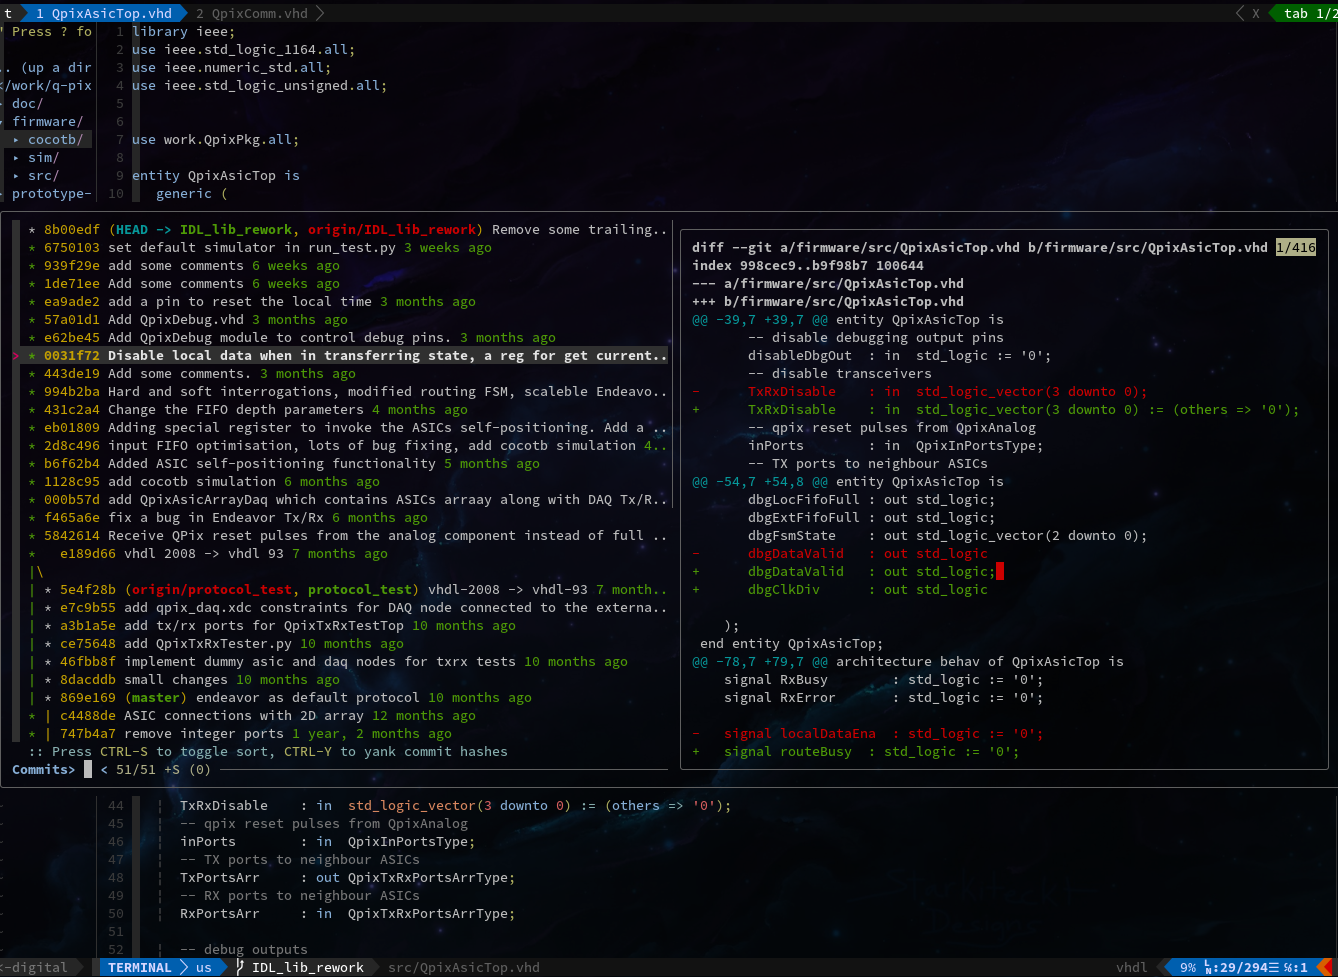 t  1 QpixAsicTop.vhd  2 QpixComm.vhd  X  tab 1/2
" Press ? fo  1 library ieee;
2 use ieee.std_logic_1164.all;
.. (up a dir  3 use ieee.numeric_std.all;
</work/q-pix  4 use ieee.std_logic_unsigned.all;
doc/  5
firmware/  6
▸ cocotb/  7 use work.QpixPkg.all;
▸ sim/  8
▸ src/  9 entity QpixAsicTop is
prototype-  10 generic (
* 8b00edf (HEAD -> IDL_lib_rework, origin/IDL_lib_rework) Remove some trailing..
* 6750103 set default simulator in run_test.py 3 weeks ago
* 939f29e add some comments 6 weeks ago
* 1de71ee Add some comments 6 weeks ago
* ea9ade2 add a pin to reset the local time 3 months ago
* 57a01d1 Add QpixDebug.vhd 3 months ago
* e62be45 Add QpixDebug module to control debug pins. 3 months ago
> * 0031f72 Disable local data when in transferring state, a reg for get current..
* 443de19 Add some comments. 3 months ago
* 994b2ba Hard and soft interrogations, modified routing FSM, scaleble Endeavo..
* 431c2a4 Change the FIFO depth parameters 4 months ago
* eb01809 Adding special register to invoke the ASICs self-positioning. Add a ..
* 2d8c496 input FIFO optimisation, lots of bug fixing, add cocotb simulation 4..
* b6f62b4 Added ASIC self-positioning functionality 5 months ago
* 1128c95 add cocotb simulation 6 months ago
* 000b57d add QpixAsicArrayDaq which contains ASICs arraay along with DAQ Tx/R..
* f465a6e fix a bug in Endeavor Tx/Rx 6 months ago
* 5842614 Receive QPix reset pulses from the analog component instead of full ..
*   e189d66 vhdl 2008 -> vhdl 93 7 months ago
|\
| * 5e4f28b (origin/protocol_test, protocol_test) vhdl-2008 -> vhdl-93 7 month..
| * e7c9b55 add qpix_daq.xdc constraints for DAQ node connected to the externa..
| * a3b1a5e add tx/rx ports for QpixTxRxTestTop 10 months ago
| * ce75648 add QpixTxRxTester.py 10 months ago
| * 46fbb8f implement dummy asic and daq nodes for txrx tests 10 months ago
| * 8dacddb small changes 10 months ago
| * 869e169 (master) endeavor as default protocol 10 months ago
* | c4488de ASIC connections with 2D array 12 months ago
* | 747b4a7 remove integer ports 1 year, 2 months ago
:: Press CTRL-S to toggle sort, CTRL-Y to yank commit hashes
Commits>  < 51/51 +S (0)
diff --git a/firmware/src/QpixAsicTop.vhd b/firmware/src/QpixAsicTop.vhd 1/416
index 998cec9..b9f98b7 100644
--- a/firmware/src/QpixAsicTop.vhd
+++ b/firmware/src/QpixAsicTop.vhd
@@ -39,7 +39,7 @@ entity QpixAsicTop is
-- disable debugging output pins
disableDbgOut  : in  std_logic := '0';
-- disable transceivers
-      TxRxDisable    : in  std_logic_vector(3 downto 0);
+      TxRxDisable    : in  std_logic_vector(3 downto 0) := (others => '0');
-- qpix reset pulses from QpixAnalog
inPorts        : in  QpixInPortsType;
-- TX ports to neighbour ASICs
@@ -54,7 +54,8 @@ entity QpixAsicTop is
dbgLocFifoFull : out std_logic;
dbgExtFifoFull : out std_logic;
dbgFsmState    : out std_logic_vector(2 downto 0);
-      dbgDataValid   : out std_logic
+      dbgDataValid   : out std_logic;
+      dbgClkDiv      : out std_logic
);
end entity QpixAsicTop;
@@ -78,7 +79,7 @@ architecture behav of QpixAsicTop is
signal RxBusy         : std_logic := '0';
signal RxError        : std_logic := '0';
-   signal localDataEna  : std_logic := '0';
+   signal routeBusy  : std_logic := '0';
44 ¦ TxRxDisable    : in  std_logic_vector(3 downto 0) := (others => '0');
45 ¦ -- qpix reset pulses from QpixAnalog
46 ¦ inPorts        : in  QpixInPortsType;
47 ¦ -- TX ports to neighbour ASICs
48 ¦ TxPortsArr     : out QpixTxRxPortsArrType;
49 ¦ -- RX ports to neighbour ASICs
50 ¦ RxPortsArr     : in  QpixTxRxPortsArrType;
51
52 ¦ -- debug outputs
<-digital  TERMINAL  us  IDL_lib_rework  src/QpixAsicTop.vhd  vhdl  9% LN:29/294☰ ℅:1